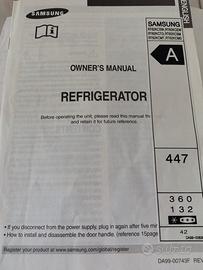 SAMSUNG
ENGLISH
SAMSUNG
OWNER'S MANUAL
A
REFRIGERATOR
Before operating the unit, please read this manual
and retain it for future reference.
447
360
132
• If you disconnect from the power supply, plug in again after five
• How to install and disassemble the door handle. (reference 15page
42
Register your product at www.samsung.com/global/register
DA99-00743F REV